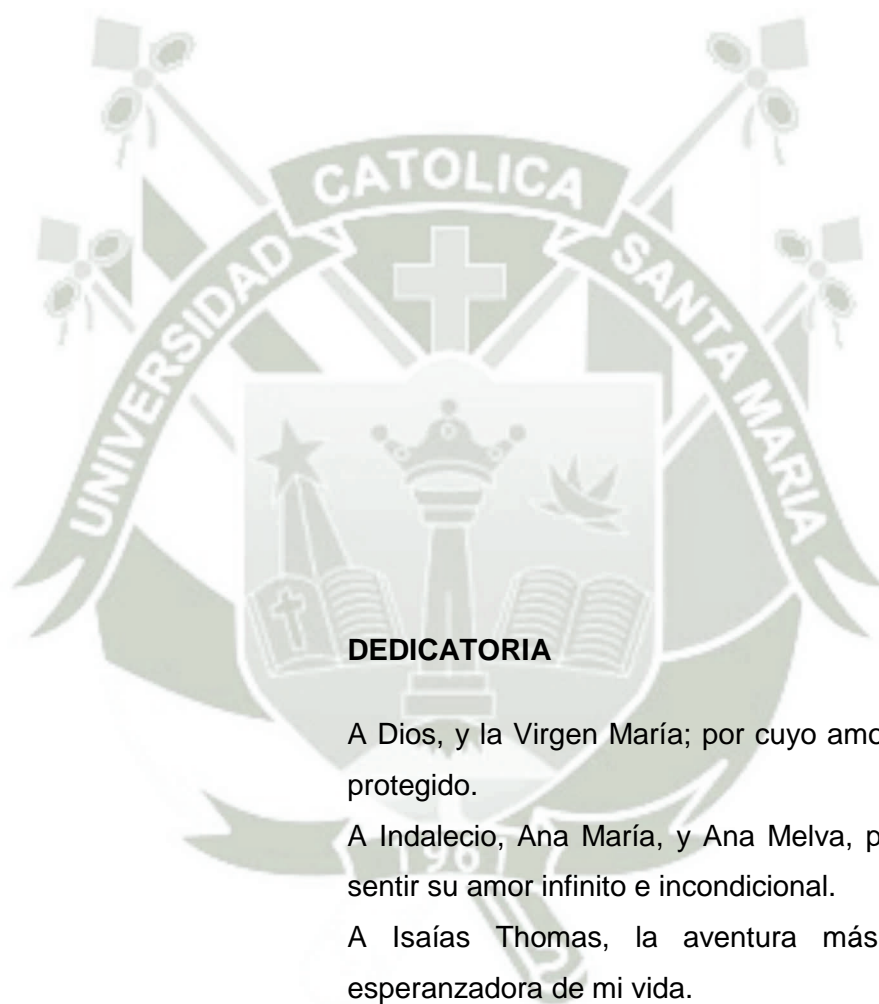 UNIVERSIDAD CATOLICA SANTA MARIA
DEDICATORIA
A Dios, y la Virgen María; por cuyo amo
protegido.
A Indalecio, Ana María, y Ana Melva, p
sentir su amor infinito e incondicional.
A Isaías Thomas, la aventura más
esperanzadora de mi vida.
1961